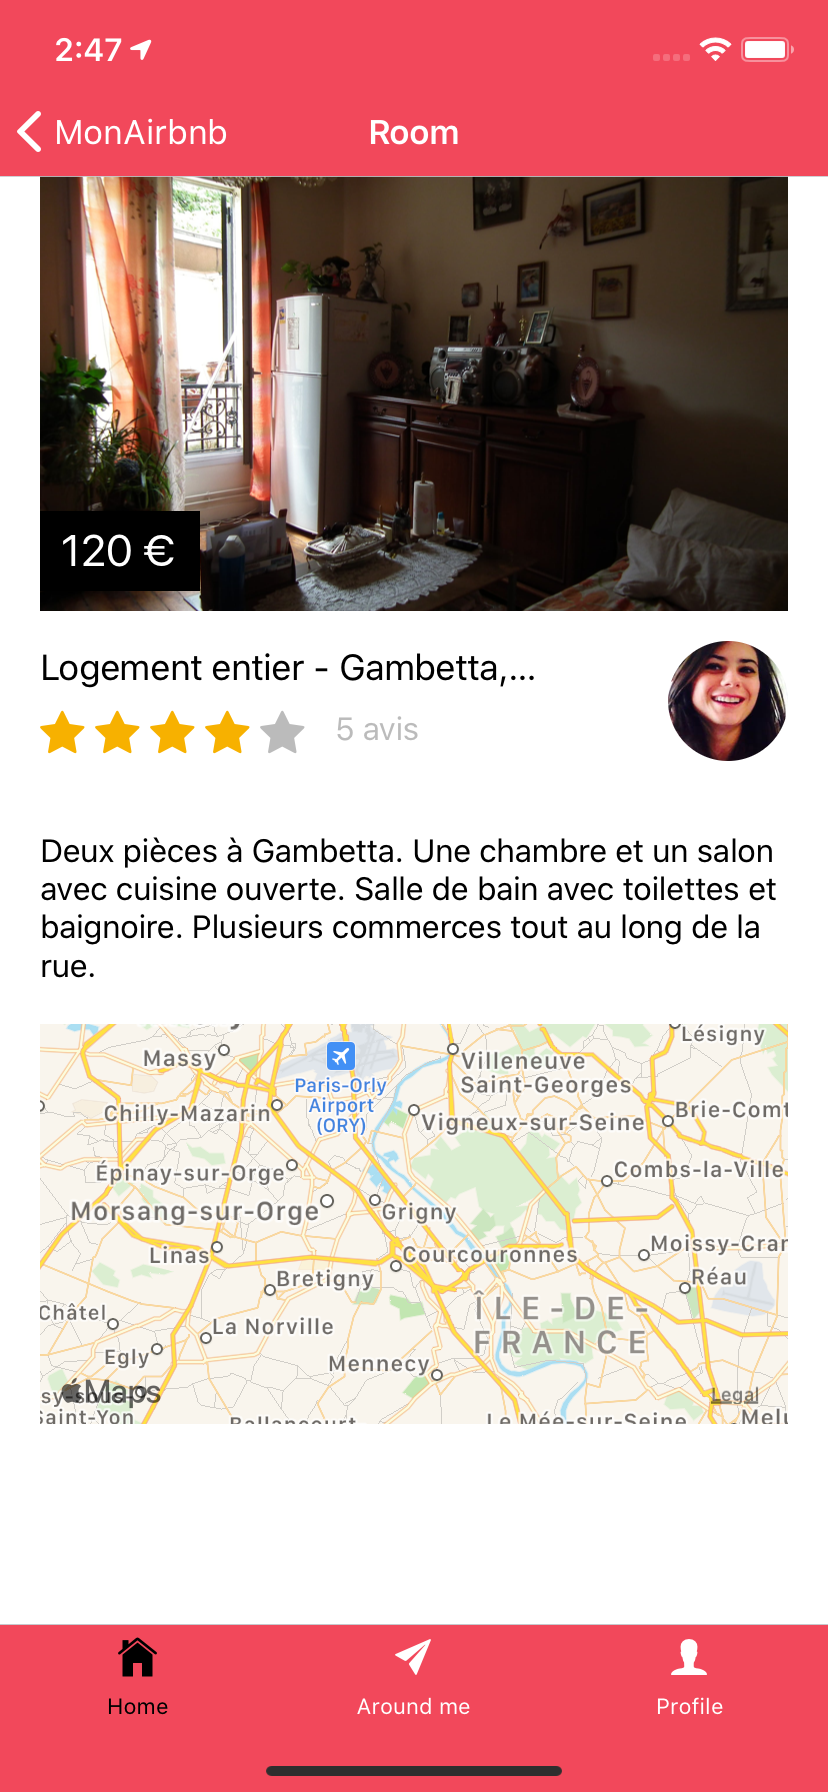 2:47
MonAirbnb
Room
120 €
Logement entier - Gambetta,...
5 avis
Deux pièces à Gambetta. Une chambre et un salon
avec cuisine ouverte. Salle de bain avec toilettes et
baignoire. Plusieurs commerces tout au long de la
rue.
Lésigny
Massy
Villeneuve
Saint-Georges
Paris-Orly
Airport
(ORY)
Chilly-Mazarin
Vigneux-sur-Seine
Brie-Comt
Épinay-sur-Orge
Combs-la-Ville
Morsang-sur-Orge
Grigny
Linas
Courcouronnes
Moissy-Crar
Bretigny
Réau
ÎLE-DE-
FRANCE
Châtel
La Norville
Egly
Mennecy
Maps
Legal
sy-sous-
Saint-Yon
Ballancourt
Le Mée-sur-Seine
Melu
Home
Around me
Profile